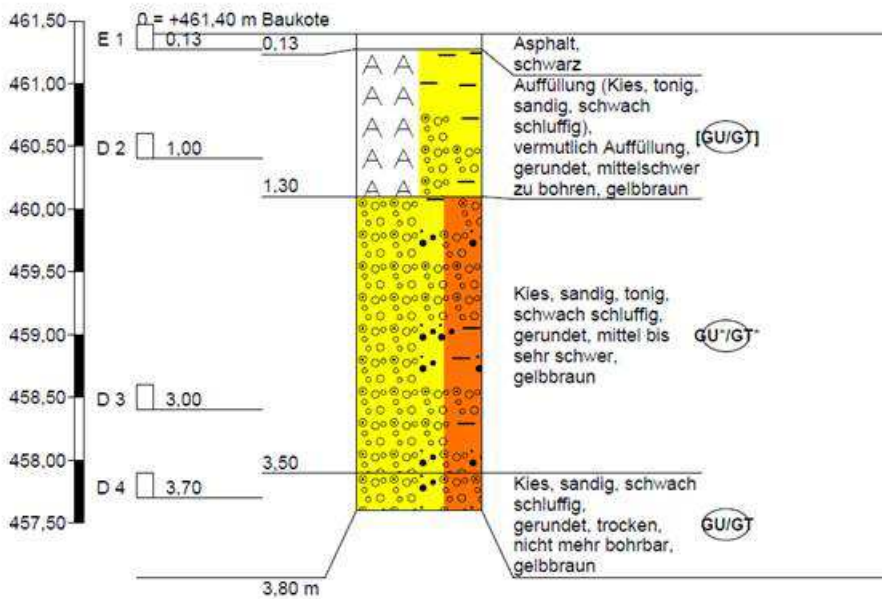 0 = +461,40 m Baukote
461,50
461,00
460,50
460,00
459,50
459,00
458,50
458,00
457,50
E 1
0,13
D 2
1,00
D 3
3,00
D 4
3,70
0,13
1,30
3,50
3,80 m
Asphalt,
schwarz
Auffüllung (Kies, tonig,
sandig, schwach
schluffig),
vermutlich Auffüllung,
gerundet, mittelschwer
zu bohren, gelbbraun
[GU/GT]
Kies, sandig, tonig,
schwach schluffig,
gerundet, mittel bis
sehr schwer,
gelbbraun
GU*/GT*
Kies, sandig, schwach
schluffig,
gerundet, trocken,
nicht mehr bohrbar,
gelbbraun
GU/GT